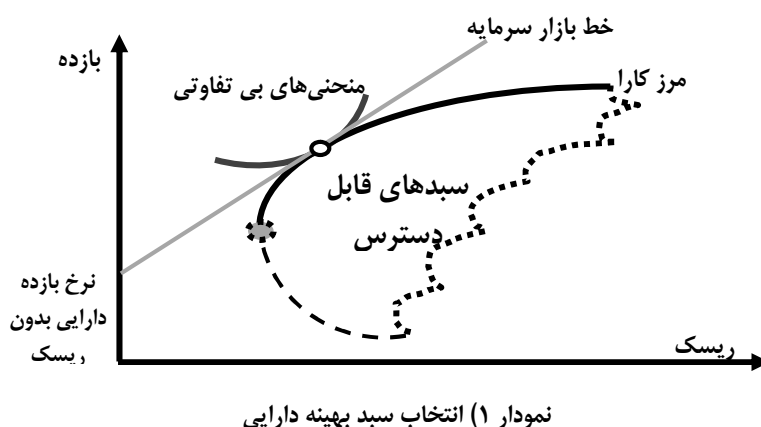 خط بازار سرمایه
بازده
مرز کارا
منحنی‌های بی تفاوتی
سبدهای قابل
دسترس
نرخ بازده
دارایی بدون
ریسک
ریسک
نمودار ۱) انتخاب سبد بهینه دارایی